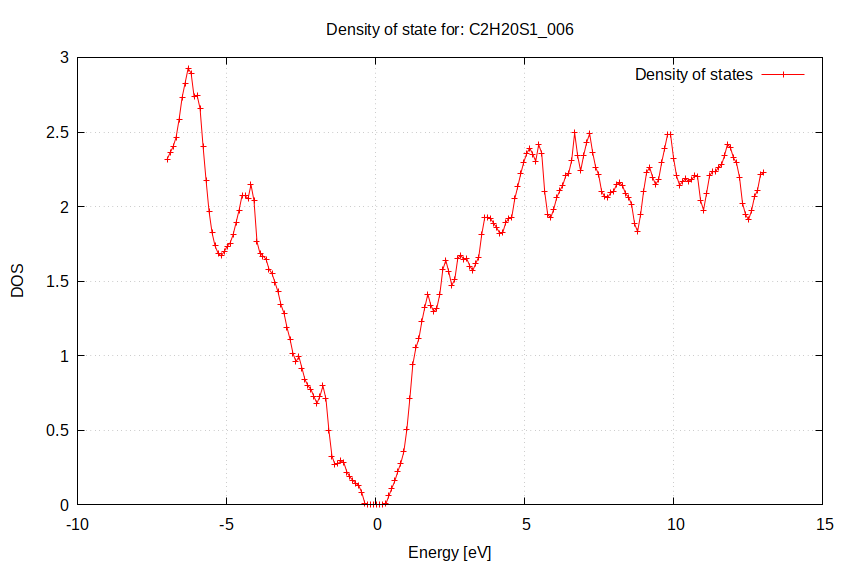 Density of state for: C2H20S1_006
Density of states
3
2.5
2
1.5
1
0.5
0
DOS
-10 -5 0 5 10 15
Energy [eV]